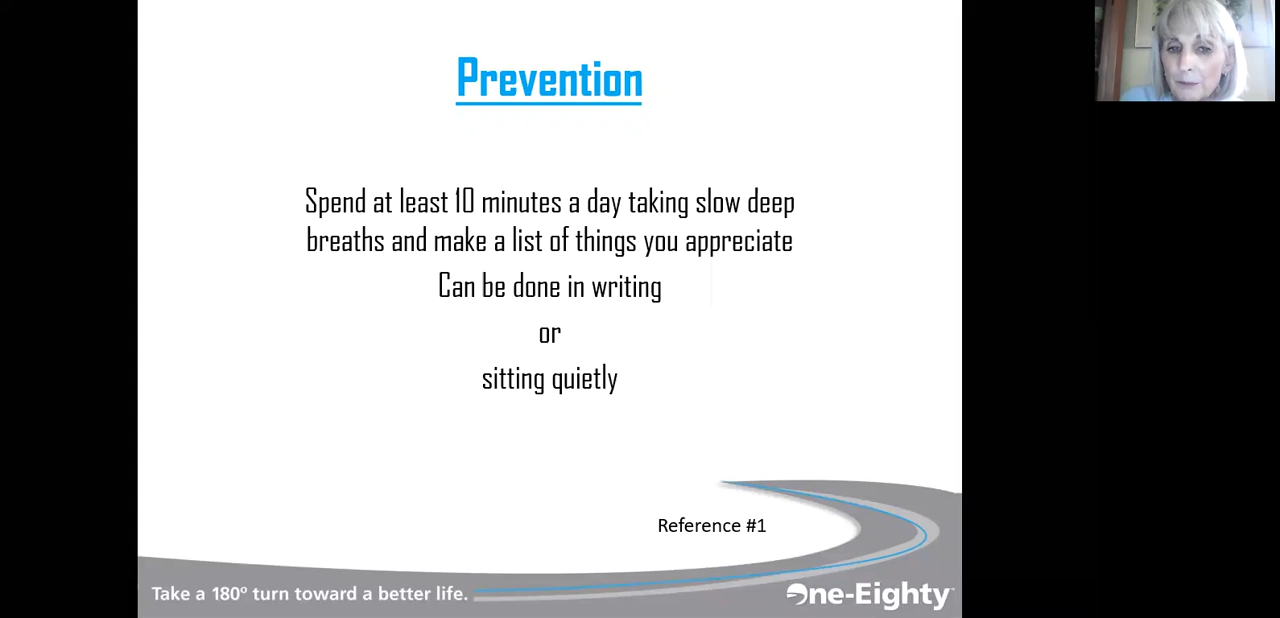 Prevention
Spend at least 10 minutes a day taking slow deep
breaths and make a list of things you appreciate
Can be done in writing
or
sitting quietly
Reference #1
Take a 180º turn toward a better life.
One-Eighty